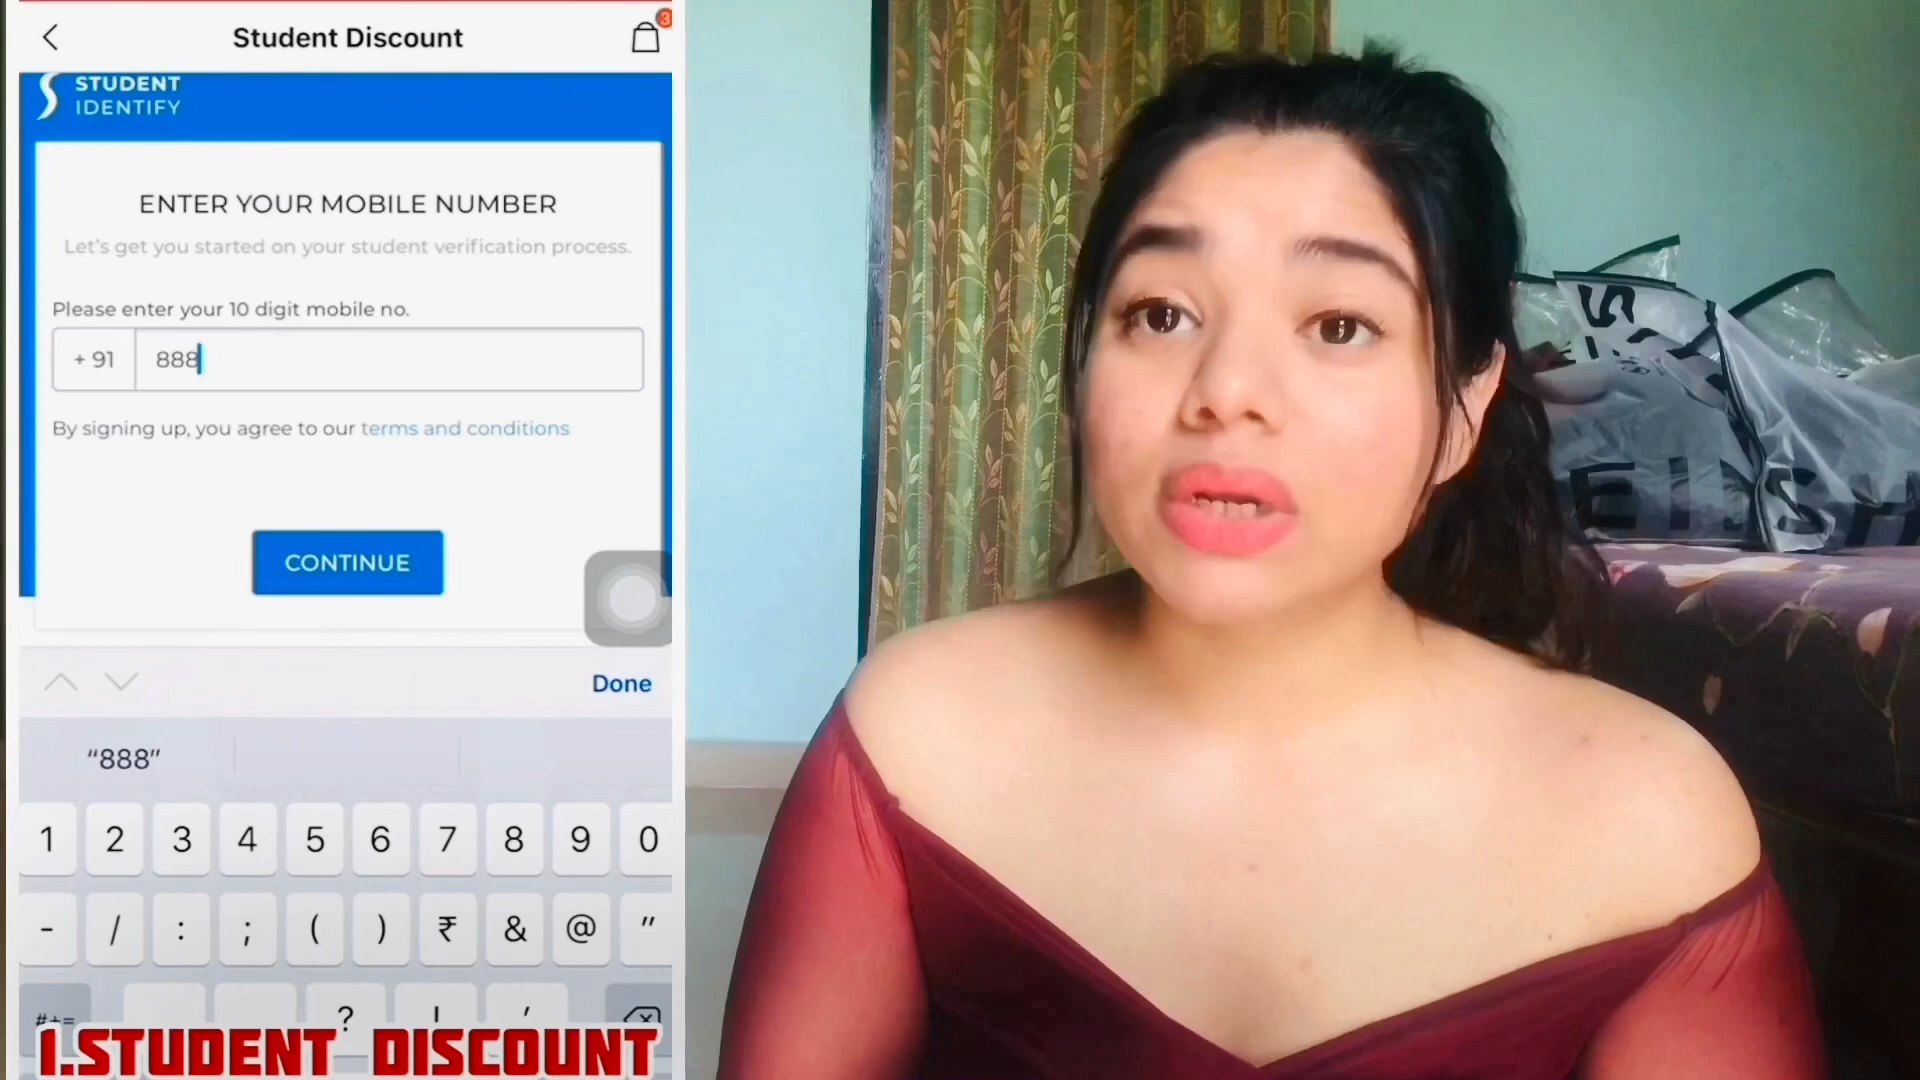 Student Discount
3
STUDENT
IDENTIFY
ENTER YOUR MOBILE NUMBER
Let's get you started on your student verification process.
Please enter your 10 digit mobile no.
+ 91 888
By signing up, you agree to our terms and conditions
CONTINUE
Done
“888”
1 2 3 4 5 6 7 8 9 0
- / : ; ( ) ₹ & @ "
#+= ? ! '
1.STUDENT DISCOUNT